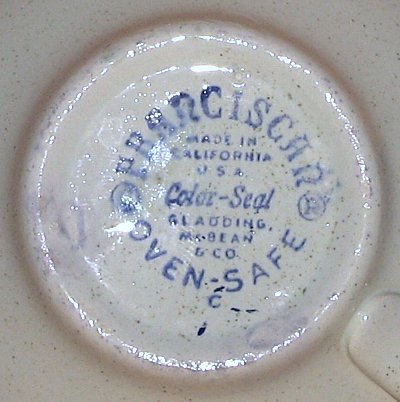 FRANCISCAN
MADE IN
CALIFORNIA
U.S.A.
Color-Seal
GLADDING,
McBEAN
& CO.
® OVEN-SAFE ®
C